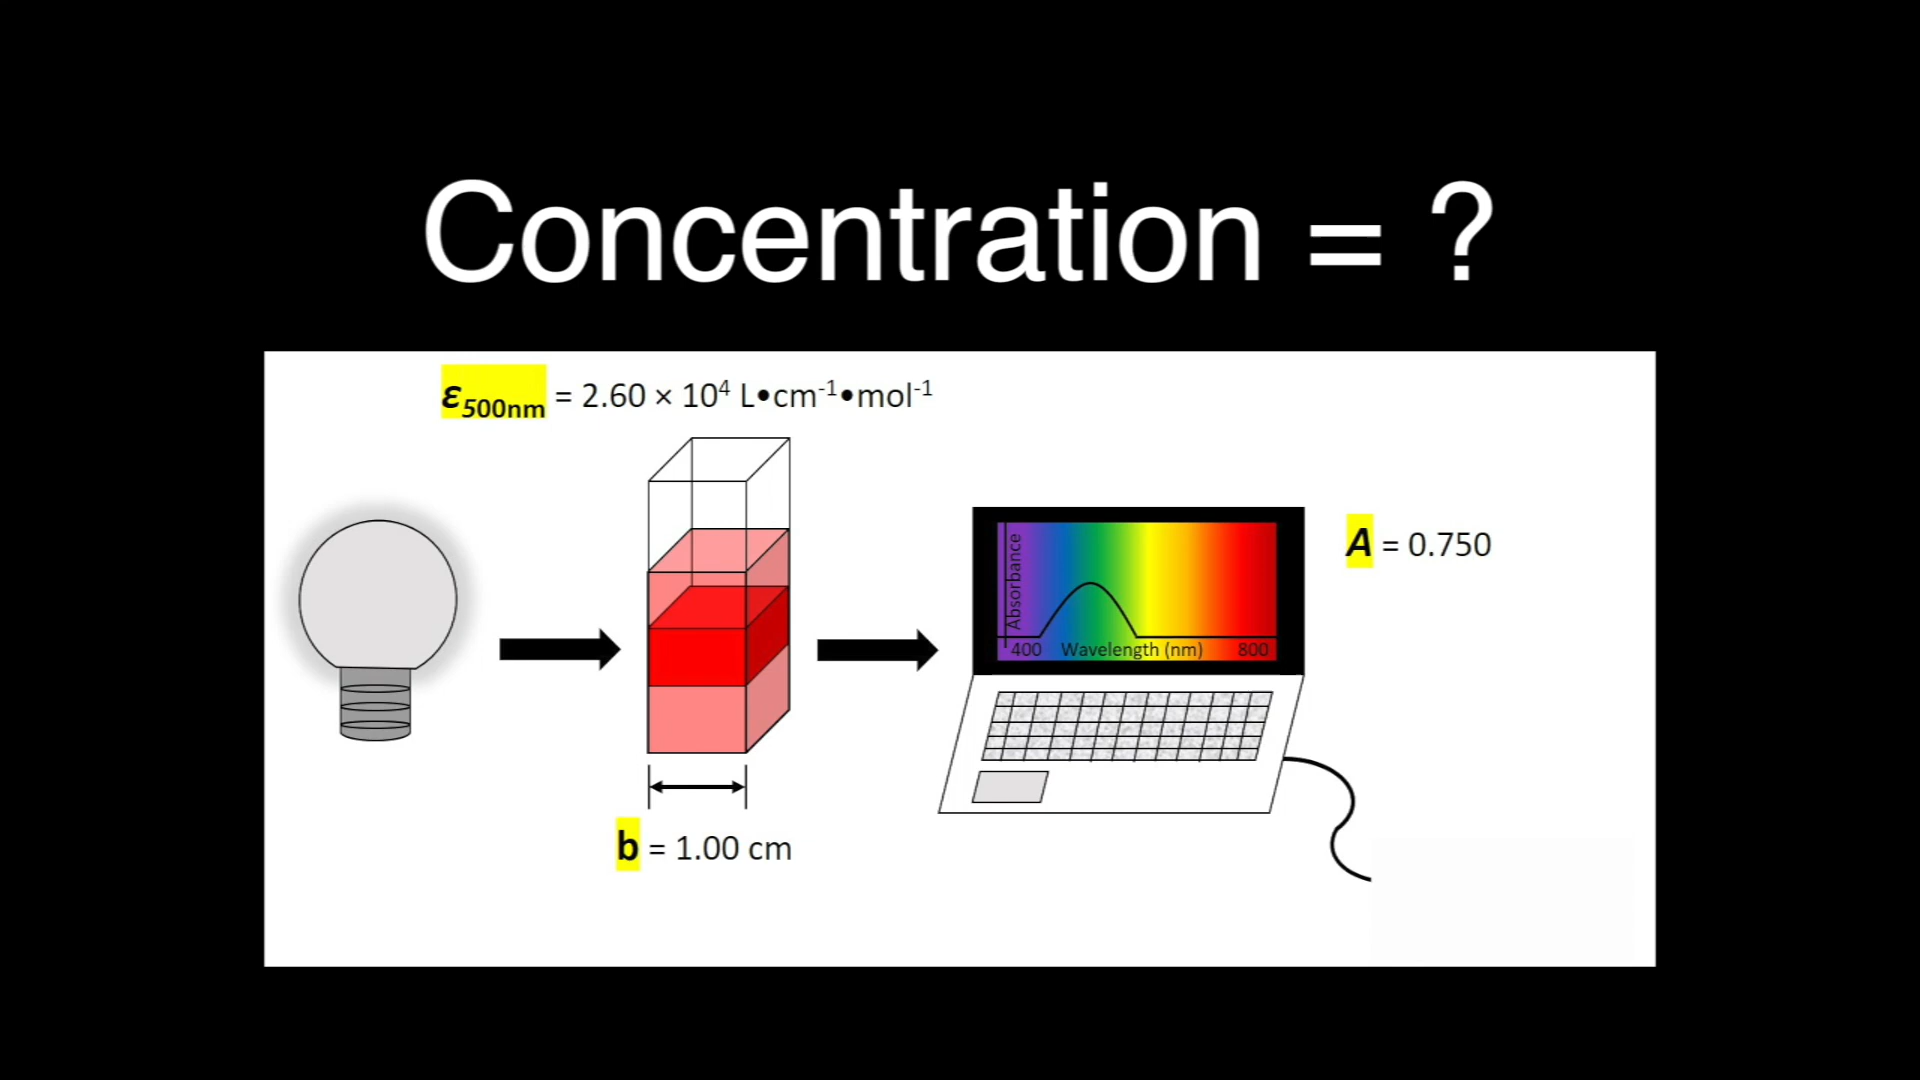 Concentration = ?
ε500nm = 2.60 × 10⁴ L•cm⁻¹•mol⁻¹
A = 0.750
Absorbance
400 Wavelength (nm) 800
b = 1.00 cm